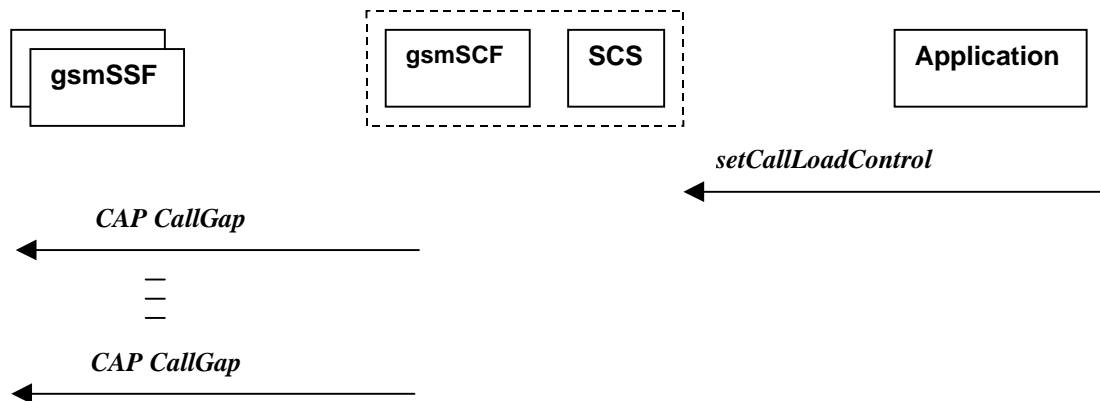 gsmSSF
gsmSCF
SCS
Application
setCallLoadControl
CAP CallGap
CAP CallGap